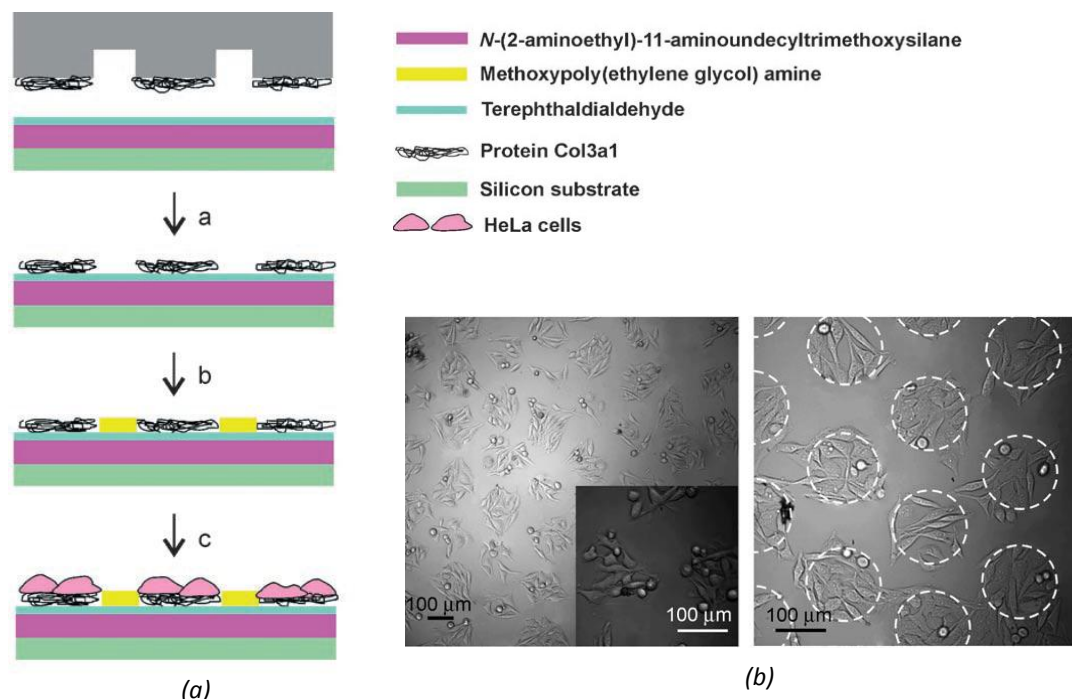 N-(2-aminoethyl)-11-aminoundecyltrimethoxysilane
Methoxypoly(ethylene glycol) amine
Terephthaldialdehyde
Protein Col3a1
Silicon substrate
HeLa cells
a
b
c
(a)
100 μm
100 μm
100 μm
(b)